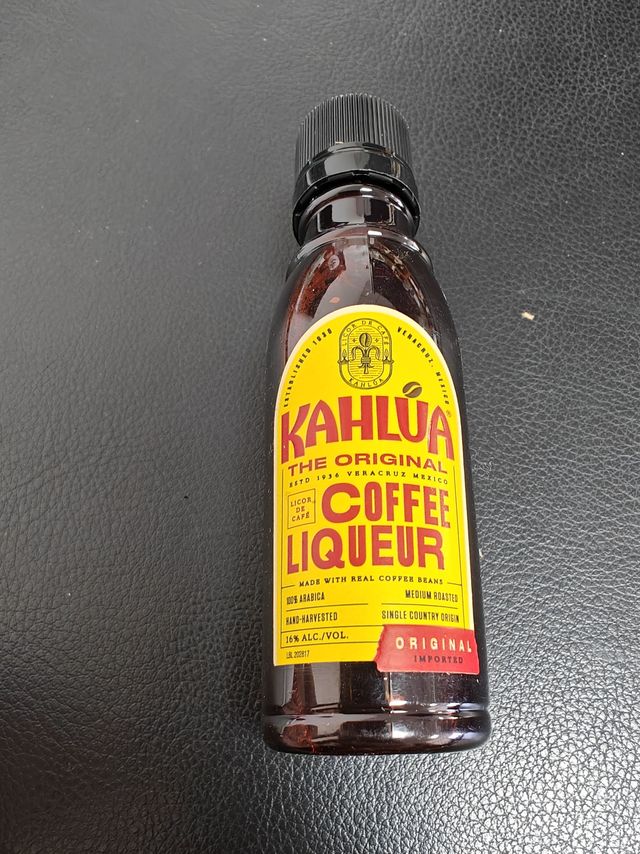 LICOR DE CAFÉ
KAHLÚA
ESTABLISHED 1936 VERACRUZ, MEXICO
KAHLÚA®
THE ORIGINAL
ESTD 1936 VERACRUZ MEXICO
LICOR
DE
CAFÉ
COFFEE
LIQUEUR
MADE WITH REAL COFFEE BEANS
100% ARABICA MEDIUM ROASTED
HAND-HARVESTED SINGLE COUNTRY ORIGIN
16% ALC./VOL.
ORIGINAL
IMPORTED
LBL 202817